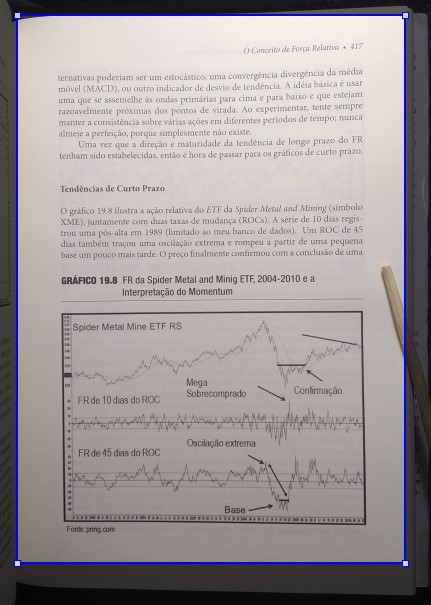 O Conceito de Força Relativa • 417
ternativas poderiam ser um estocástico, uma convergência divergência da média
móvel (MACD), ou outro indicador de desvio de tendência. A idéia básica é usar
uma que se assemelhe às ondas primárias para cima e para baixo e que estejam
razoavelmente próximas dos pontos de virada. Ao experimentar, tente sempre
manter a consistência sobre várias ações em diferentes períodos de tempo; nunca
almeje a perfeição, porque simplesmente não existe.
Uma vez que a direção e maturidade da tendência de longo prazo do FR
tenham sido estabelecidas, então é hora de passar para os gráficos de curto prazo.
Tendências de Curto Prazo
O gráfico 19.8 ilustra a ação relativa do ETF da Spider Metal and Mining (símbolo
XME), juntamente com duas taxas de mudança (ROCs). A série de 10 dias regis-
trou uma pós-alta em 1989 (limitado ao meu banco de dados). Um ROC de 45
dias também traçou uma oscilação extrema e rompeu a partir de uma pequena
base um pouco mais tarde. O preço finalmente confirmou com a conclusão de uma
GRÁFICO 19.8 FR da Spider Metal and Minig ETF, 2004-2010 e a
Interpretação do Momentum
Spider Metal Mine ETF RS
Mega
Sobrecomprado
Confirmação
FR de 10 dias do ROC
Oscilação extrema
FR de 45 dias do ROC
Base
Fonte: pring.com